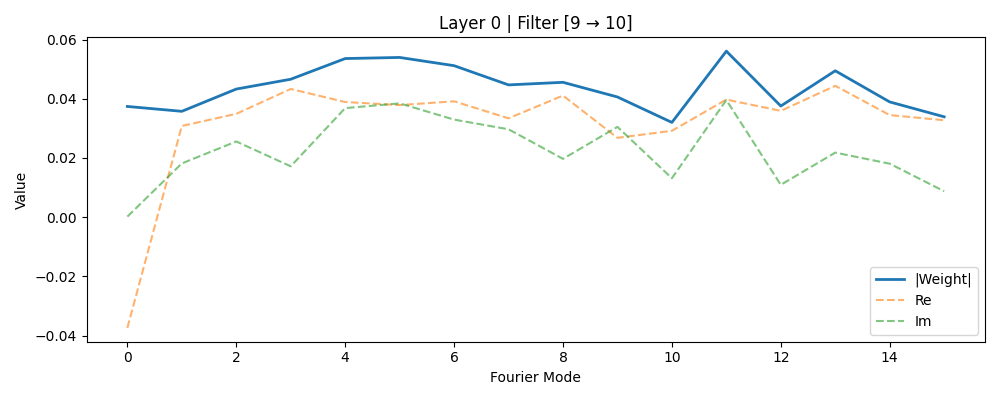 Layer 0 | Filter [9 → 10]
0.06
0.04
0.02
0.00
−0.02
−0.04
Value
0 2 4 6 8 10 12 14
Fourier Mode
|Weight|
Re
Im